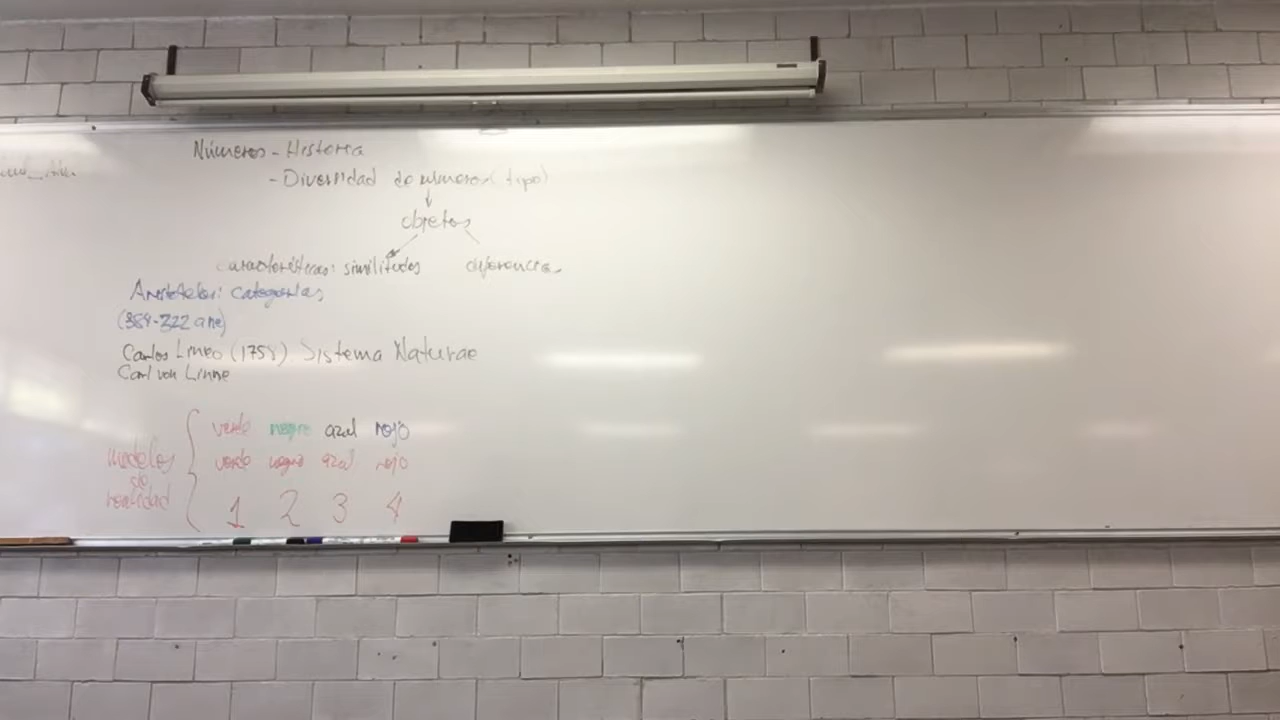 Números - Historia
- Diversidad de números (tipo)
objetos
características: similitudes diferencias
Aristóteles: categorías
(384-322 ane)
Carlos Lineo (1758) Sistema Naturae
Carl von Linne
verde negro azul rojo
modelos de realidad
verde negro azul rojo
1 2 3 4